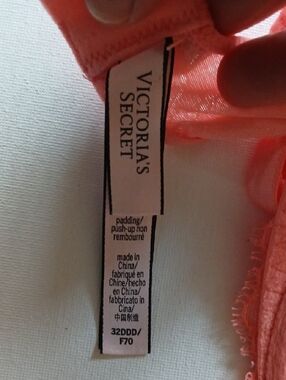 VICTORIA'S
SECRET
padding/
push-up non
rembourré
made in
China/
fabriqué en
Chine/hecho
en China/
fabbricato in
Cina/
中国制造
32DDD/
F70